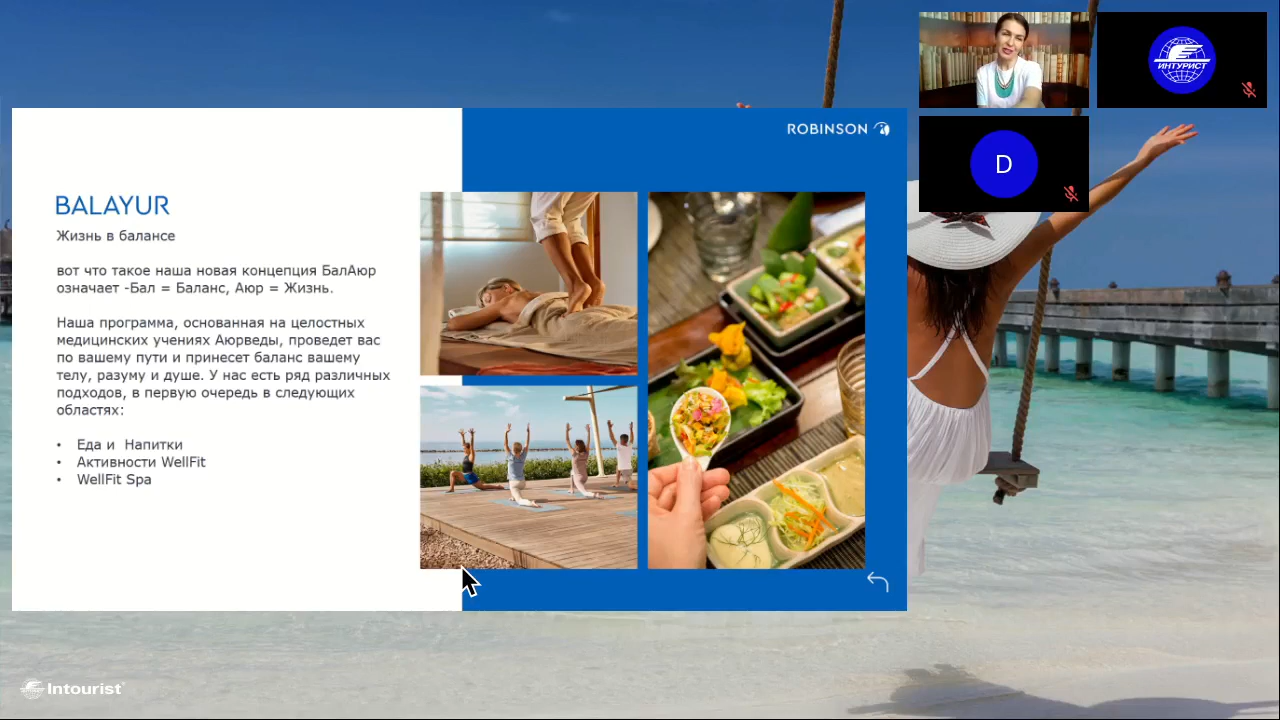 ROBINSON
ИНТУРИСТ
D
BALAYUR
Жизнь в балансе
вот что такое наша новая концепция БалАюр
означает -Бал = Баланс, Аюр = Жизнь.
Наша программа, основанная на целостных
медицинских учениях Аюрведы, проведет вас
по вашему пути и принесет баланс вашему
телу, разуму и душе. У нас есть ряд различных
подходов, в первую очередь в следующих
областях:
• Еда и  Напитки
• Активности WellFit
• WellFit Spa
Intourist